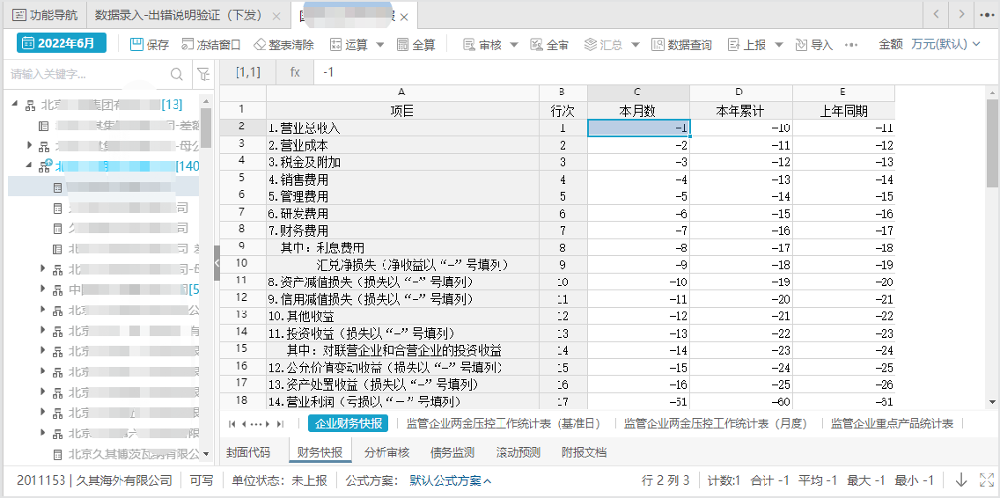 功能导航 数据录入-出错说明验证（下发） 报
2022年6月 保存 冻结窗口 整表清除 运算 全算 审核 全审 汇总 数据查询 上报 导入 ••• 金额 万元(默认)
请输入关键字... [1,1] fx -1
北京 集团有 [13]
集 -差额
集 -母公
北 [140
司
久 司
北 司 差
北 司-母
中 司[5
北京 公
北京 有
北京 限
北京 限
北京 限
北京 限
北京 限
北京久其博茨瓦纳有限公
A B C D E
1 项目 行次 本月数 本年累计 上年同期
2 1.营业总收入 1 -1 -10 -11
3 2.营业成本 2 -2 -11 -12
4 3.税金及附加 3 -3 -12 -13
5 4.销售费用 4 -4 -13 -14
6 5.管理费用 5 -5 -14 -15
7 6.研发费用 6 -6 -15 -16
8 7.财务费用 7 -7 -16 -17
9 其中：利息费用 8 -8 -17 -18
10 汇兑净损失（净收益以“-”号填列） 9 -9 -18 -19
11 8.资产减值损失（损失以“-”号填列） 10 -10 -19 -20
12 9.信用减值损失（损失以“-”号填列） 11 -11 -20 -21
13 10.其他收益 12 -12 -21 -22
14 11.投资收益（损失以“-”号填列） 13 -13 -22 -23
15 其中：对联营企业和合营企业的投资收益 14 -14 -23 -24
16 12.公允价值变动收益（损失以“-”号填列） 15 -15 -24 -25
17 13.资产处置收益（损失以“-”号填列） 16 -16 -25 -26
18 14.营业利润（亏损以“－”号填列） 17 -51 -60 -61
企业财务快报 监管企业两金压控工作统计表（基准日） 监管企业两金压控工作统计表（月度） 监管企业重点产品统计表
封面代码 财务快报 分析审核 债务监测 滚动预测 附报文档
2011153 | 久其海外有限公司 可写 单位状态：未上报 公式方案： 默认公式方案 行 2 列 3 计数:1 合计 -1 平均 -1 最大 -1 最小 -1